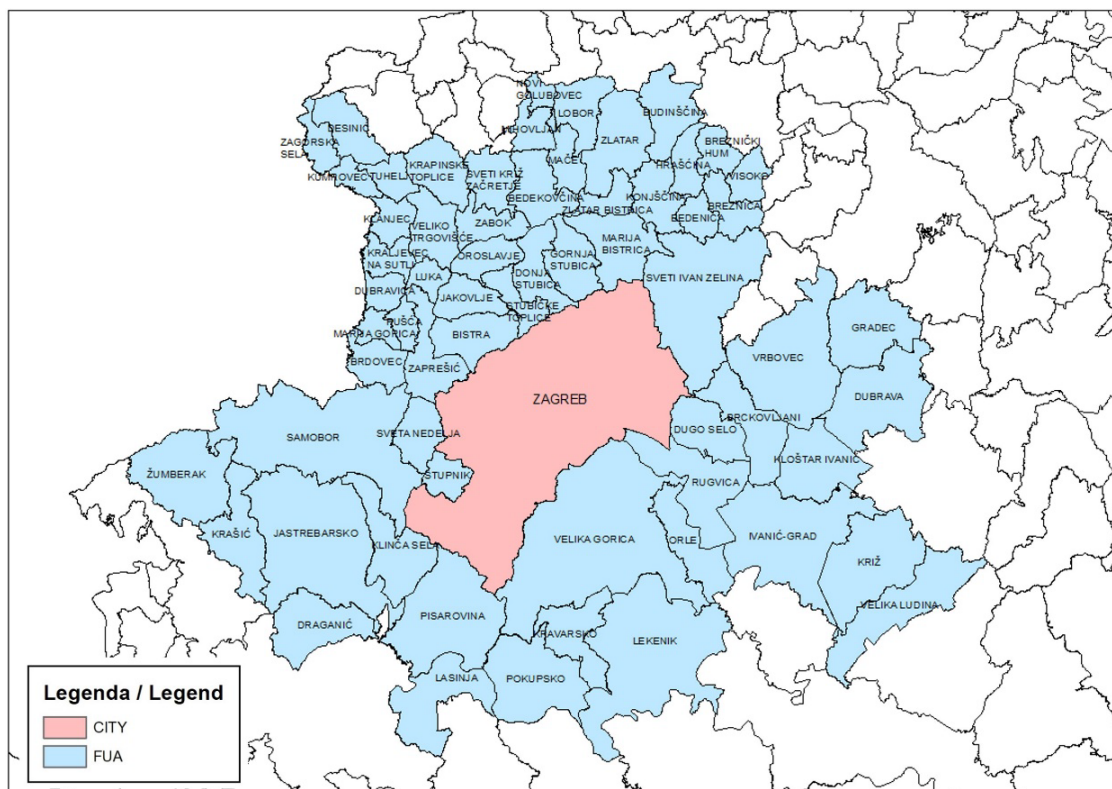 NOVI
GOLUBOVEC
LOBOR
BUDINŠČINA
DESINIĆ
MIHOVLJAN
ZLATAR
BREZNIČKI
HUM
ZAGORSKA
SELA
KRAPINSKE
TOPLICE
MAČE
HRAŠĆINA
KUMROVEC
TUHELJ
SVETI KRIŽ
ZAČRETJE
VISOKO
BEDEKOVČINA
KONJŠČINA
BREZNICA
ZLATAR BISTRICA
BEDENICA
KLANJEC
VELIKO
TRGOVIŠĆE
ZABOK
MARIJA
BISTRICA
KRALJEVEC
NA SUTLI
OROSLAVJE
GORNJA
STUBICA
LUKA
DONJA
STUBICA
SVETI IVAN ZELINA
DUBRAVICA
JAKOVLJE
STUBIČKE
TOPLICE
PUŠĆA
MARIJA GORICA
BISTRA
GRADEC
BRDOVEC
ZAPREŠIĆ
VRBOVEC
ZAGREB
DUBRAVA
BRCKOVLJANI
SAMOBOR
SVETA NEDELJA
DUGO SELO
KLOŠTAR IVANIĆ
ŽUMBERAK
STUPNIK
RUGVICA
KRAŠIĆ
JASTREBARSKO
KLINČA SELA
VELIKA GORICA
ORLE
IVANIĆ-GRAD
KRIŽ
VELIKA LUDINA
DRAGANIĆ
PISAROVINA
KRAVARSKO
LEKENIK
LASINJA
POKUPSKO
Legenda / Legend
CITY
FUA